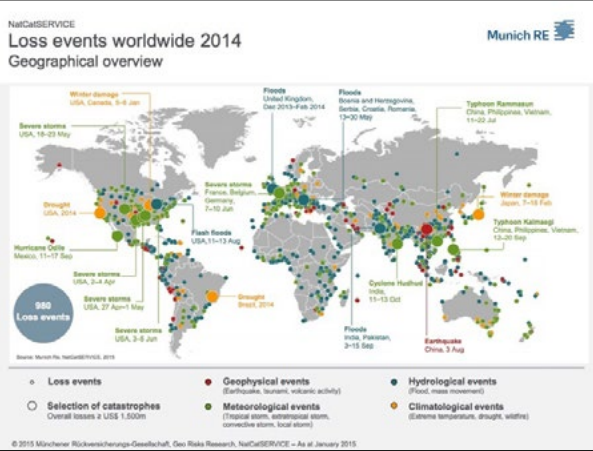 NatCatSERVICE
Loss events worldwide 2014
Geographical overview
Munich RE
Winter damage
USA, Canada, 5–8 Jan
Floods
United Kingdom,
Dez 2013–Feb 2014
Floods
Bosnia and Herzegovina,
Serbia, Croatia, Romania,
13–30 May
Typhoon Rammasun
China, Philippines, Vietnam,
11–22 Jul
Severe storms
USA, 18–23 May
Severe storms
France, Belgium,
Germany,
7–10 Jun
Drought
USA, 2014
Winter damage
Japan, 7–16 Feb
Flash floods
USA, 11–13 Aug
Typhoon Kalmaegi
China, Philippines, Vietnam,
12–20 Sep
Hurricane Odile
Mexico, 11–17 Sep
Severe storms
USA, 2–4 Apr
Cyclone Hudhud
India,
11–13 Oct
Severe storms
USA, 27 Apr–1 May
Drought
Brazil, 2014
980
Loss events
Severe storms
USA, 3–5 Jun
Floods
India, Pakistan,
3–15 Sep
Earthquake
China, 3 Aug
Source: Munich Re, NatCatSERVICE, 2015
Loss events
Selection of catastrophes
Overall losses ≥ US$ 1,500m
Geophysical events
(Earthquake, tsunami, volcanic activity)
Meteorological events
(Tropical storm, extratropical storm,
convective storm, local storm)
Hydrological events
(Flood, mass movement)
Climatological events
(Extreme temperature, drought, wildfire)
© 2015 Münchener Rückversicherungs-Gesellschaft, Geo Risks Research, NatCatSERVICE – As at January 2015